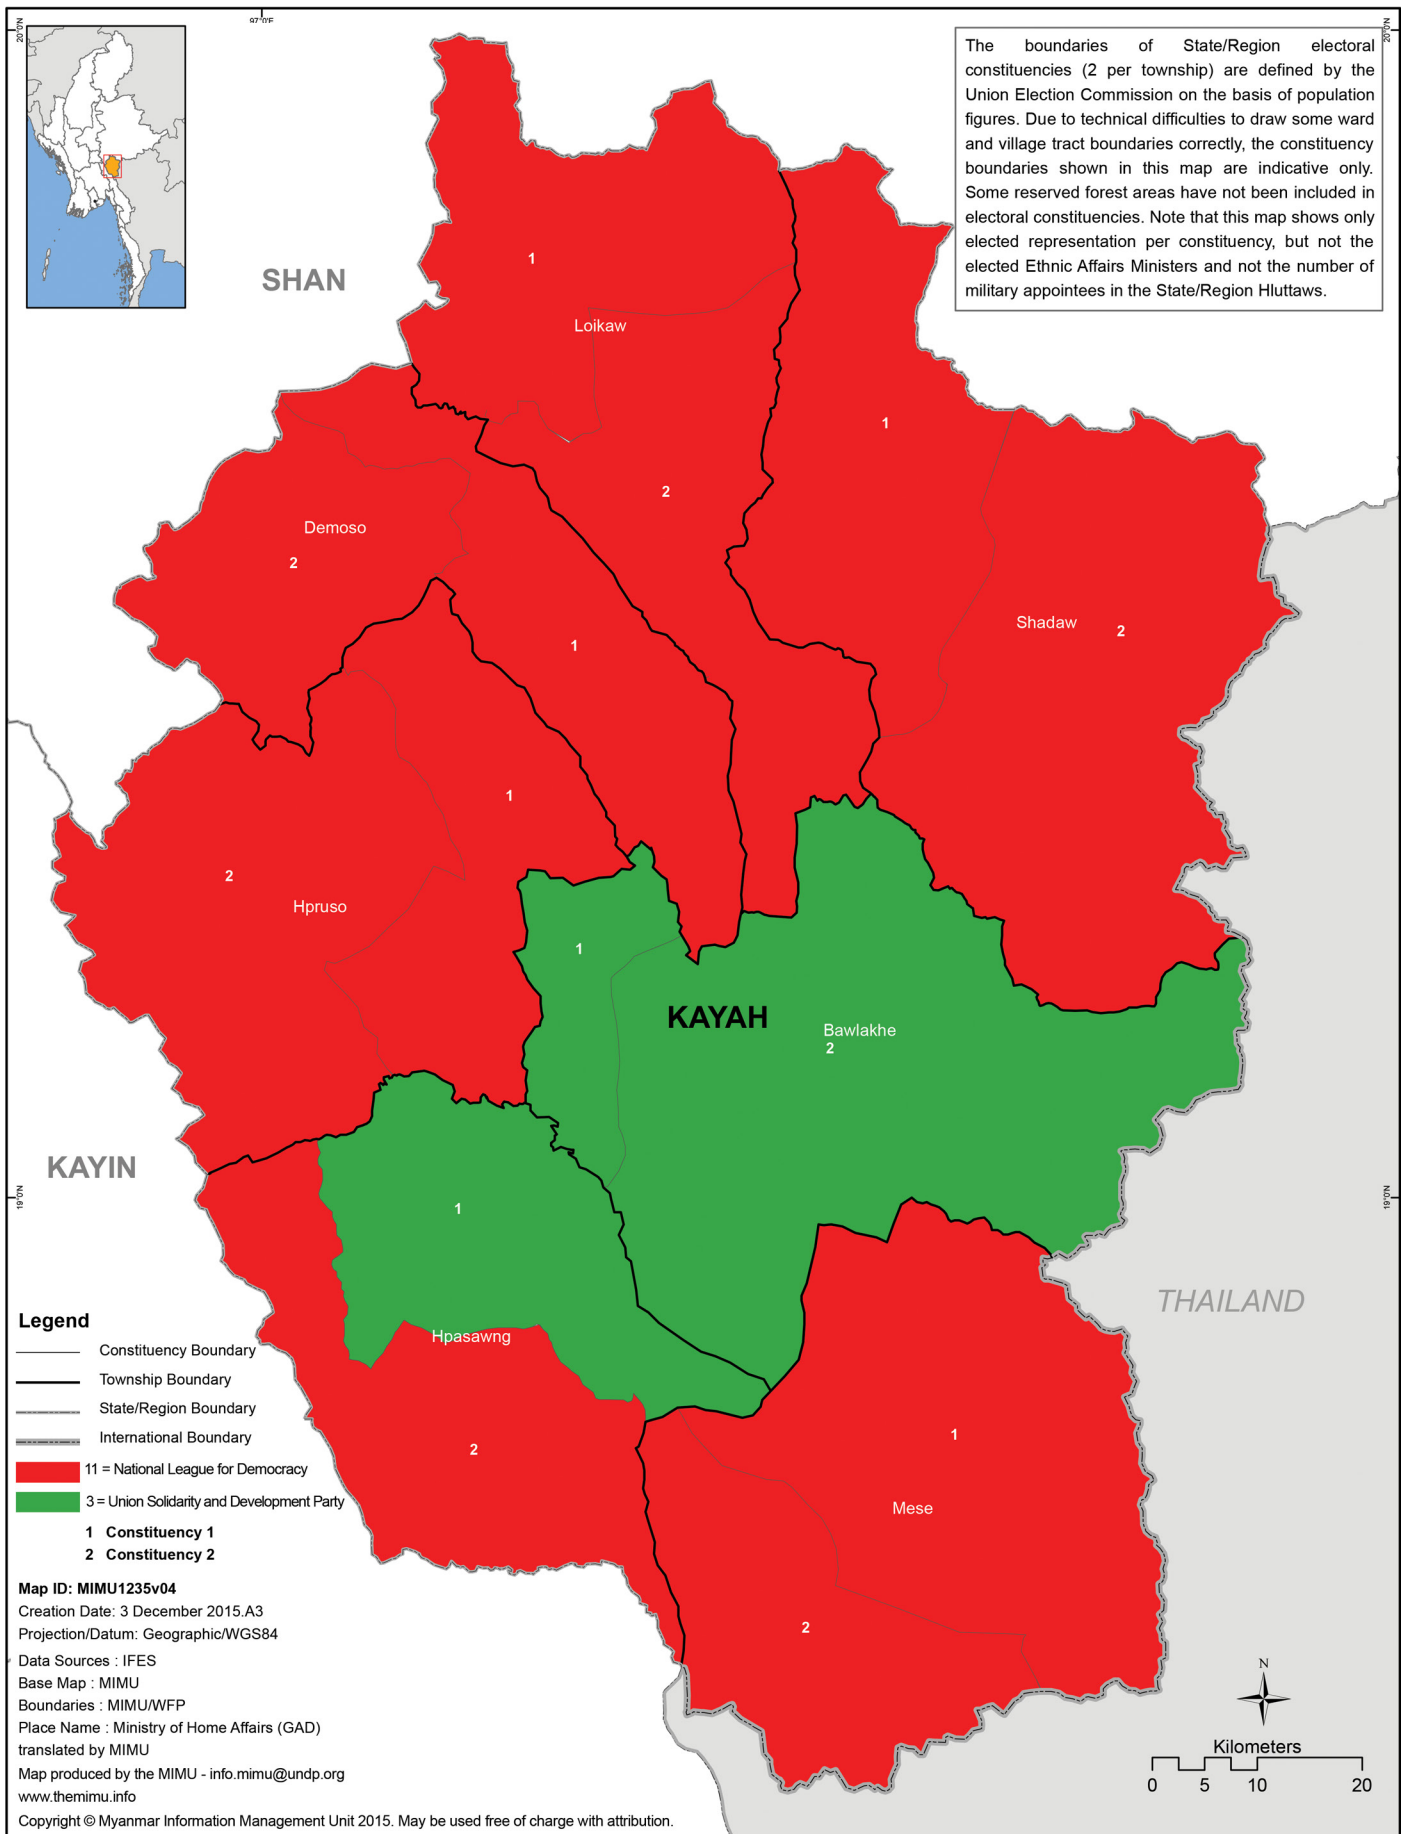 97°0'E
20°0'N
20°0'N
The boundaries of State/Region electoral
constituencies (2 per township) are defined by the
Union Election Commission on the basis of population
figures. Due to technical difficulties to draw some ward
and village tract boundaries correctly, the constituency
boundaries shown in this map are indicative only.
Some reserved forest areas have not been included in
electoral constituencies. Note that this map shows only
elected representation per constituency, but not the
elected Ethnic Affairs Ministers and not the number of
military appointees in the State/Region Hluttaws.
SHAN
1
Loikaw
1
2
Demoso
2
Shadaw
2
1
1
2
Hpruso
1
KAYAH
Bawlakhe
2
KAYIN
19°0'N
19°0'N
1
THAILAND
Hpasawng
2
1
Mese
2
Legend
Constituency Boundary
Township Boundary
State/Region Boundary
International Boundary
11 = National League for Democracy
3 = Union Solidarity and Development Party
1 Constituency 1
2 Constituency 2
Map ID: MIMU1235v04
Creation Date: 3 December 2015.A3
Projection/Datum: Geographic/WGS84
Data Sources : IFES
Base Map : MIMU
Boundaries : MIMU/WFP
Place Name : Ministry of Home Affairs (GAD)
translated by MIMU
Map produced by the MIMU - info.mimu@undp.org
www.themimu.info
Copyright © Myanmar Information Management Unit 2015. May be used free of charge with attribution.
N
Kilometers
0 5 10 20